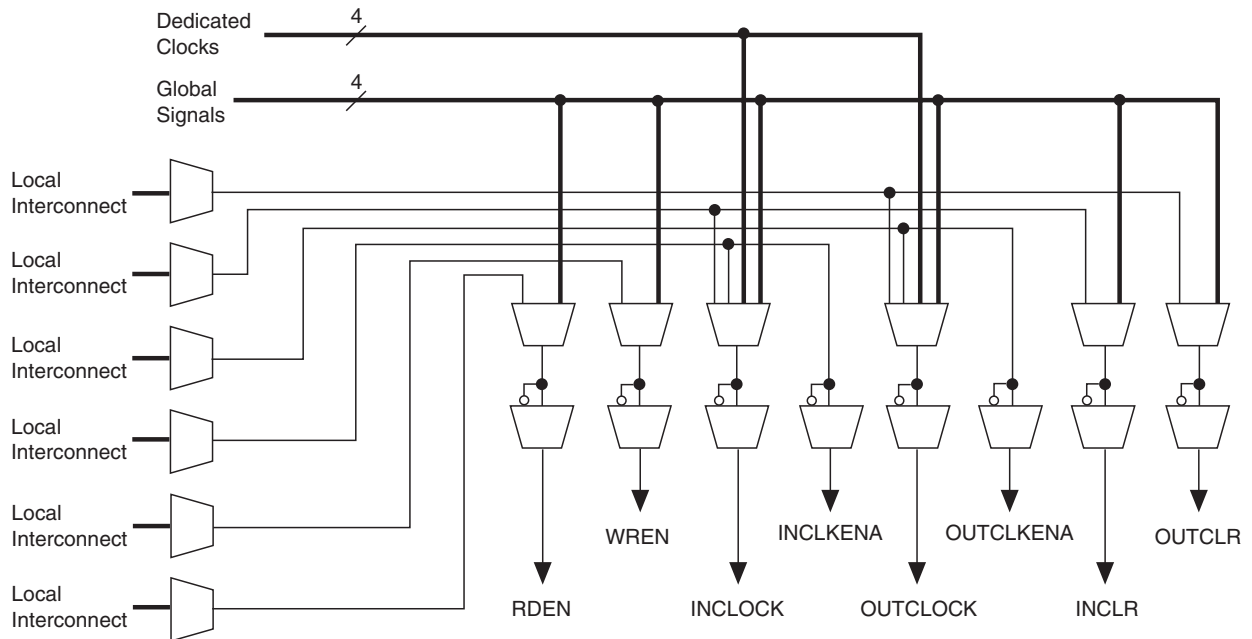 Dedicated
Clocks
4
Global
Signals
4
Local
Interconnect
Local
Interconnect
Local
Interconnect
Local
Interconnect
Local
Interconnect
Local
Interconnect
WREN
INCLKENA
OUTCLKENA
OUTCLR
RDEN
INCLOCK
OUTCLOCK
INCLR